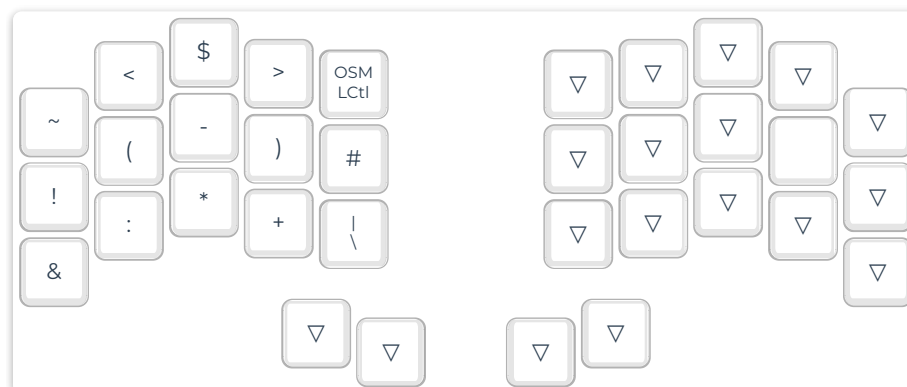 ~ < $ > OSM LCtl ▽ ▽ ▽ ▽ ▽
! ( - ) # ▽ ▽ ▽ ▽
& : * + | \ ▽ ▽ ▽ ▽ ▽
▽ ▽ ▽ ▽